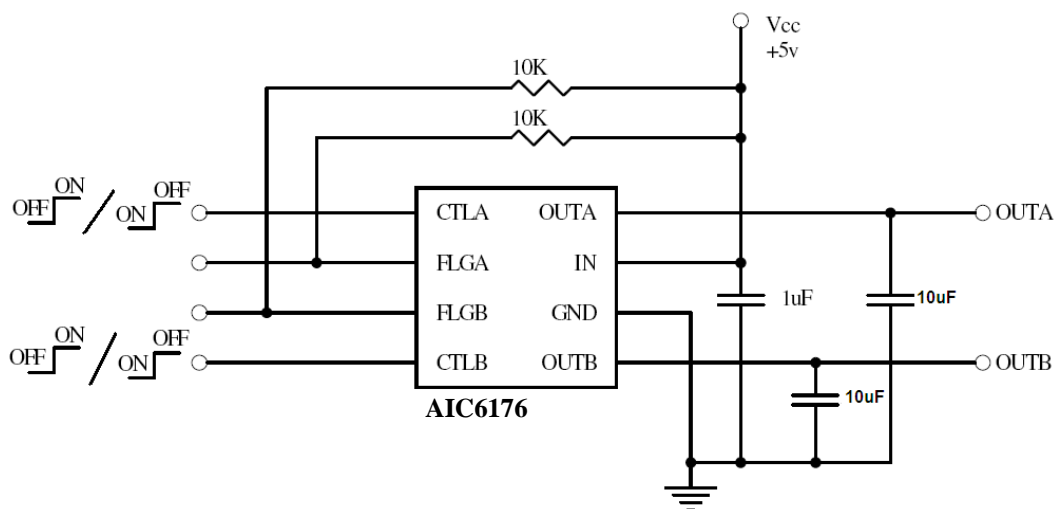 Vcc
+5v
10K
10K
OFF ON / ON OFF
CTLA OUTA OUTA
FLGA IN
1uF 10uF
FLGB GND
OFF ON / ON OFF
CTLB OUTB OUTB
10uF
AIC6176